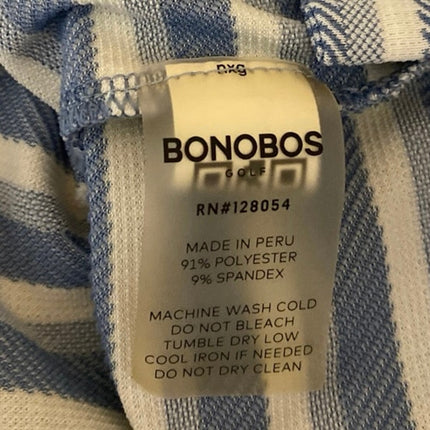 BONOBOS
GOLF
RN#128054
MADE IN PERU
91% POLYESTER
9% SPANDEX
MACHINE WASH COLD
DO NOT BLEACH
TUMBLE DRY LOW
COOL IRON IF NEEDED
DO NOT DRY CLEAN